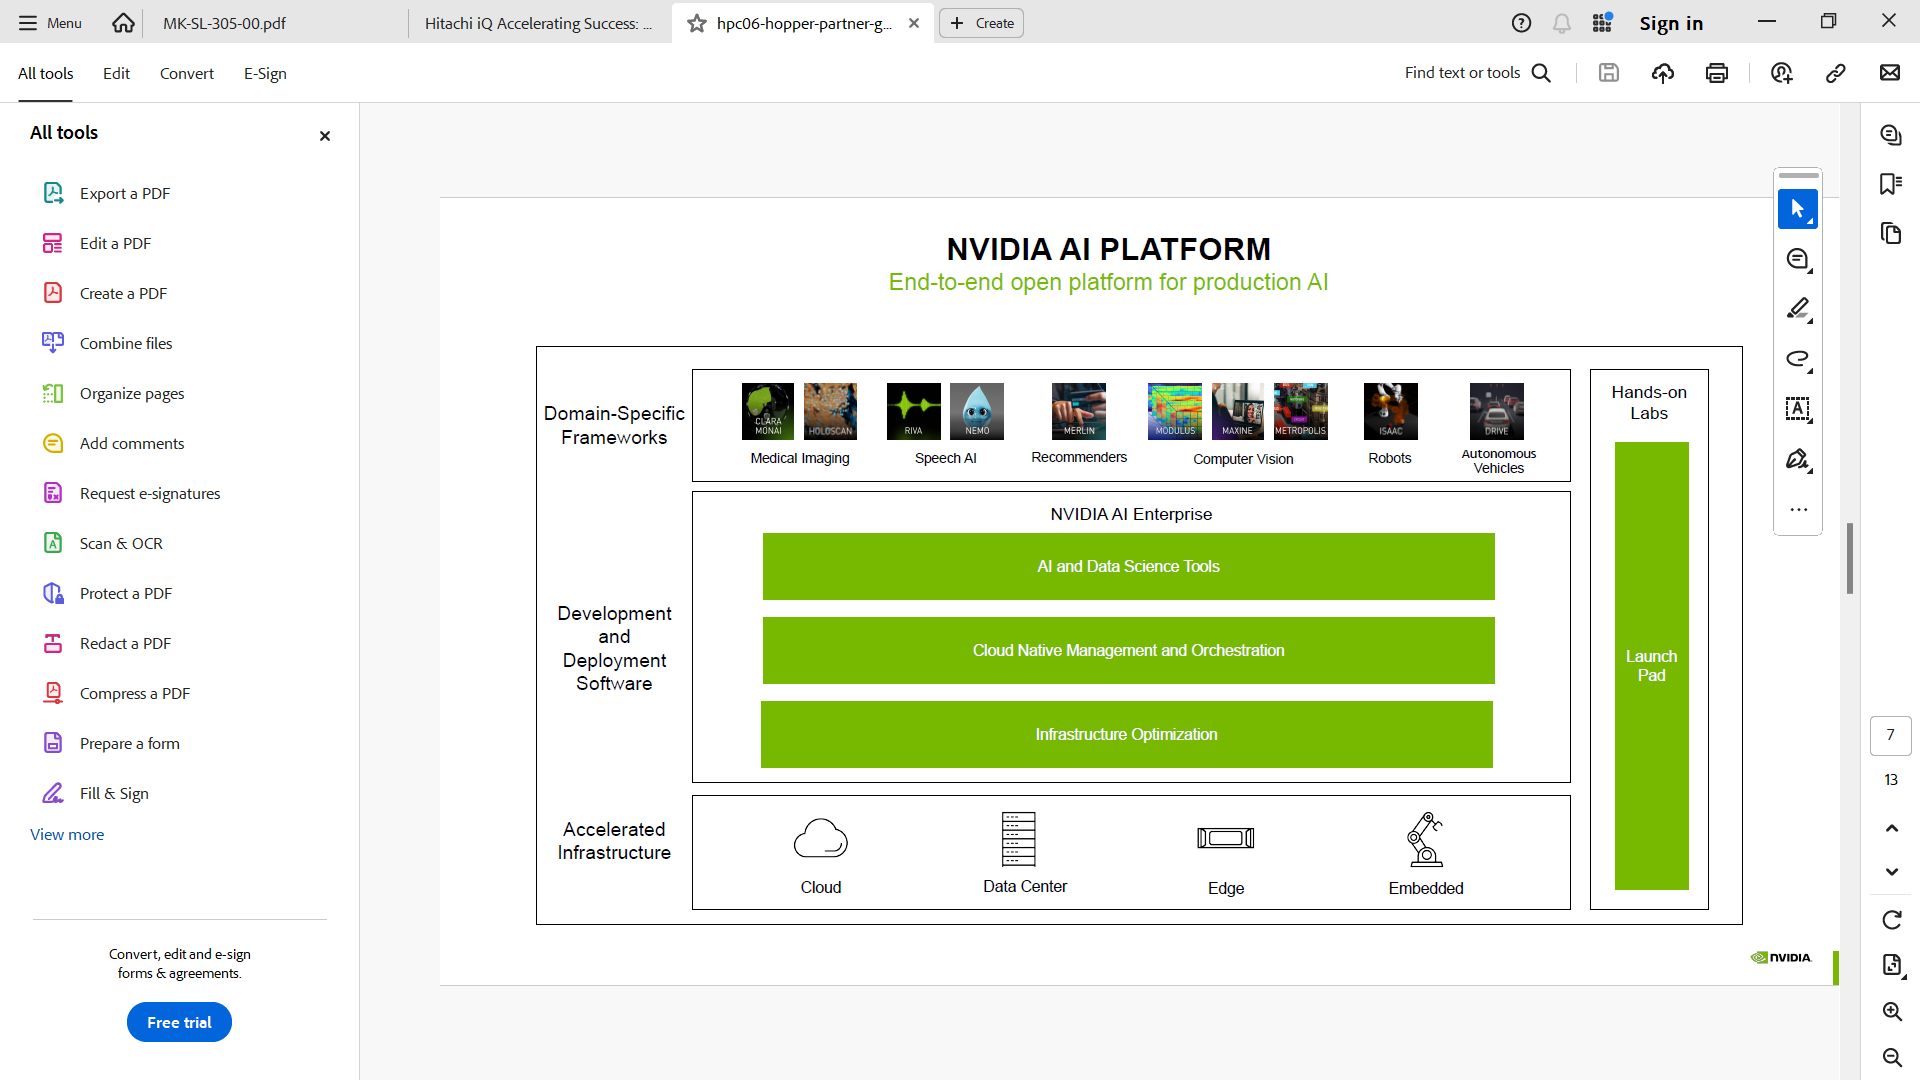 Menu
MK-SL-305-00.pdf
Hitachi iQ Accelerating Success: ...
hpc06-hopper-partner-g...
Create
Sign in
All tools
Edit
Convert
E-Sign
Find text or tools
All tools
Export a PDF
Edit a PDF
Create a PDF
Combine files
Organize pages
Add comments
Request e-signatures
Scan & OCR
Protect a PDF
Redact a PDF
Compress a PDF
Prepare a form
Fill & Sign
View more
Convert, edit and e-sign
forms & agreements.
Free trial
NVIDIA AI PLATFORM
End-to-end open platform for production AI
Domain-Specific
Frameworks
CLARA
MONAI
HOLOSCAN
RIVA
NEMO
MERLIN
MODULUS
MAXINE
METROPOLIS
ISAAC
DRIVE
Medical Imaging
Speech AI
Recommenders
Computer Vision
Robots
Autonomous
Vehicles
Hands-on
Labs
Launch
Pad
Development
and
Deployment
Software
NVIDIA AI Enterprise
AI and Data Science Tools
Cloud Native Management and Orchestration
Infrastructure Optimization
Accelerated
Infrastructure
Cloud
Data Center
Edge
Embedded
NVIDIA.
7
13